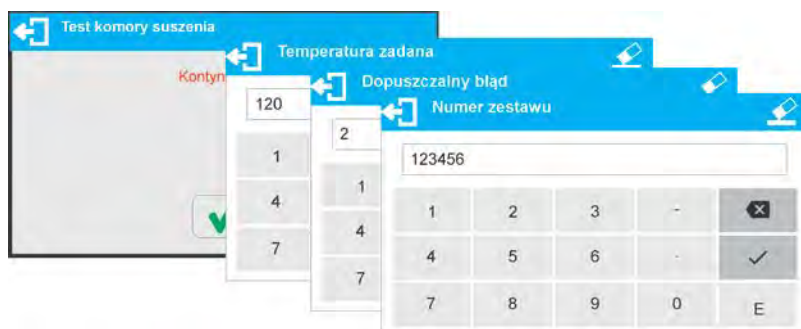 Test komory suszenia
Kontyn
Temperatura zadana
120
1
4
7
Dopuszczalny błąd
2
1
4
7
Numer zestawu
123456
1 2 3 -
4 5 6 .
7 8 9 0 E